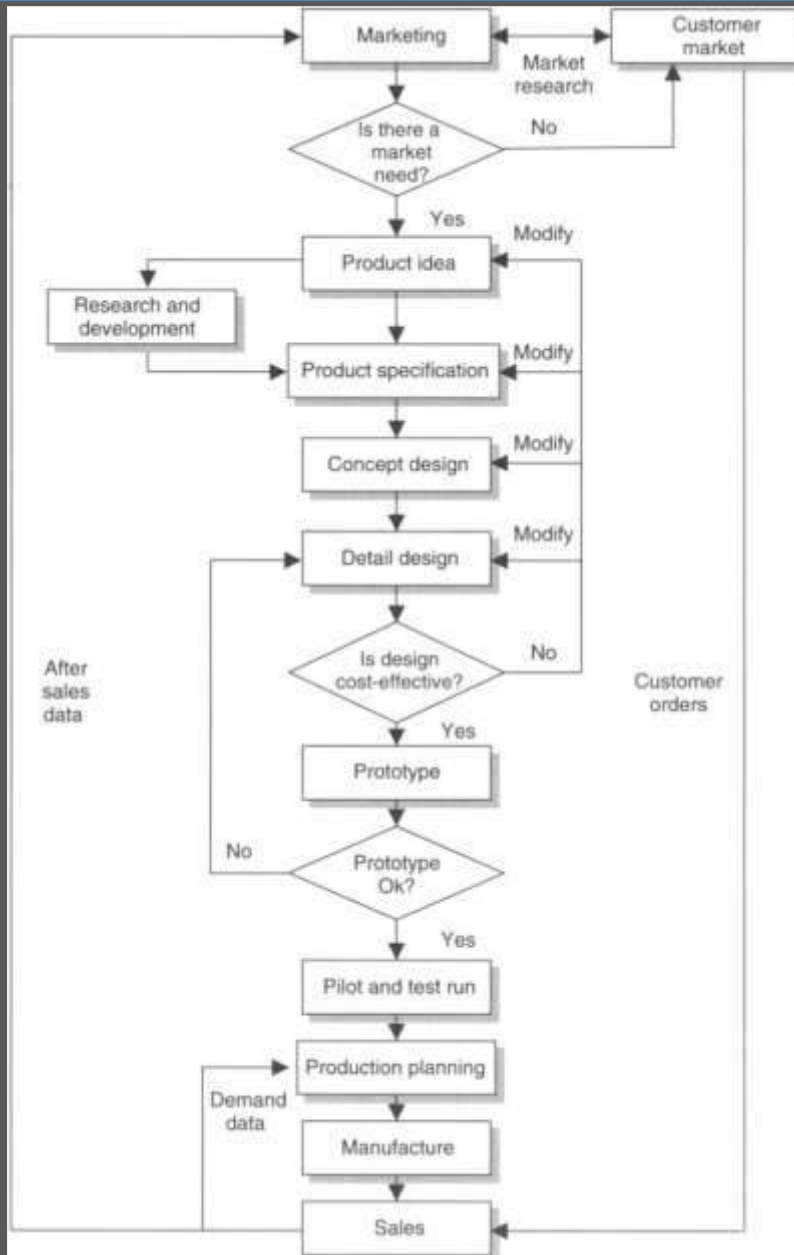 Marketing
Customer
market
Market
research
Is there a
market
need?
No
Yes
Modify
Product idea
Research and
development
Modify
Product specification
Modify
Concept design
Modify
Detail design
Is design
cost-effective?
No
After
sales
data
Customer
orders
Yes
Prototype
No
Prototype
Ok?
Yes
Pilot and test run
Production planning
Demand
data
Manufacture
Sales